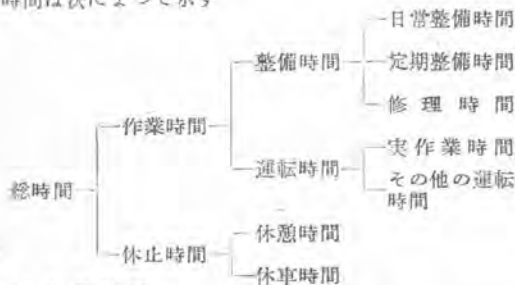 時間は次によって示す
日常整備時間
整備時間
定期整備時間
修理時間
作業時間
実作業時間
運転時間
その他の運転
時間
総時間
休憩時間
休止時間
休車時間